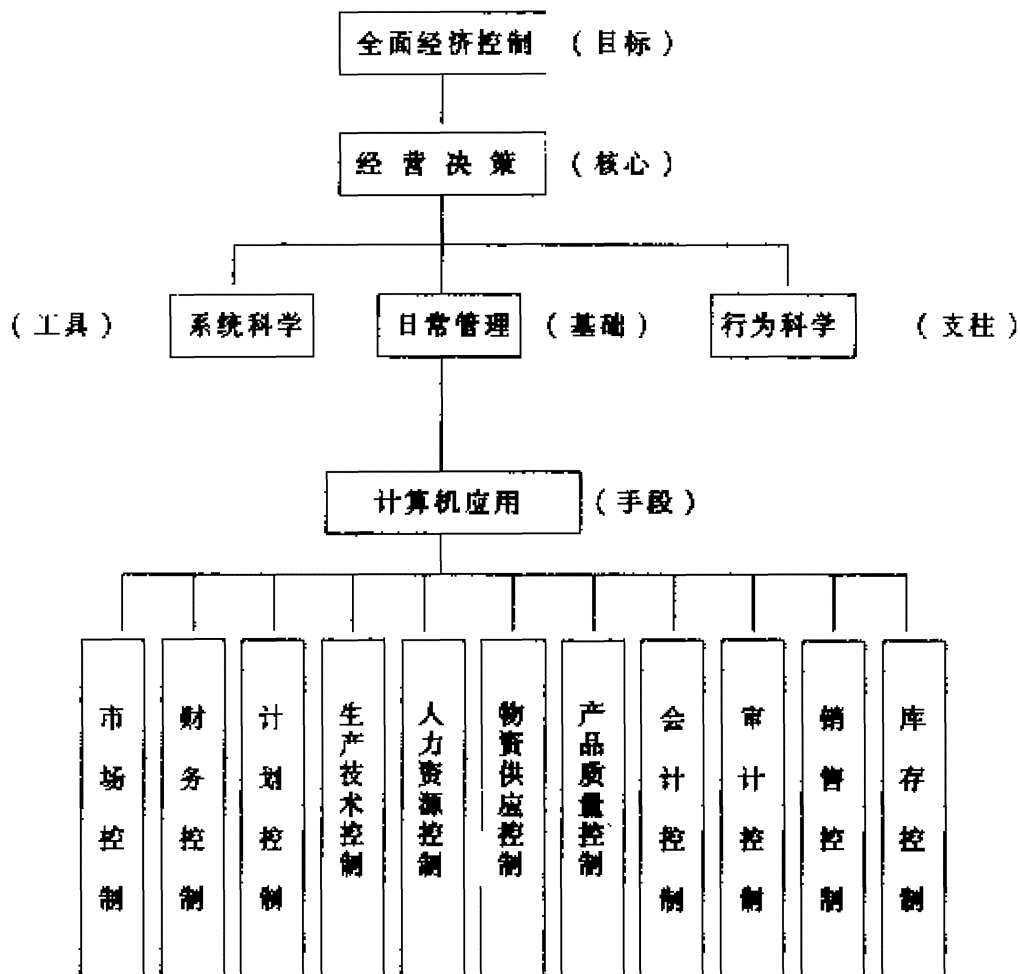 全面经济控制 （目标）
经营决策 （核心）
（工具） 系统科学 日常管理 （基础） 行为科学 （支柱）
计算机应用 （手段）
市场控制
财务控制
计划控制
生产技术控制
人力资源控制
物资供应控制
产品质量控制
会计控制
审计控制
销售控制
库存控制